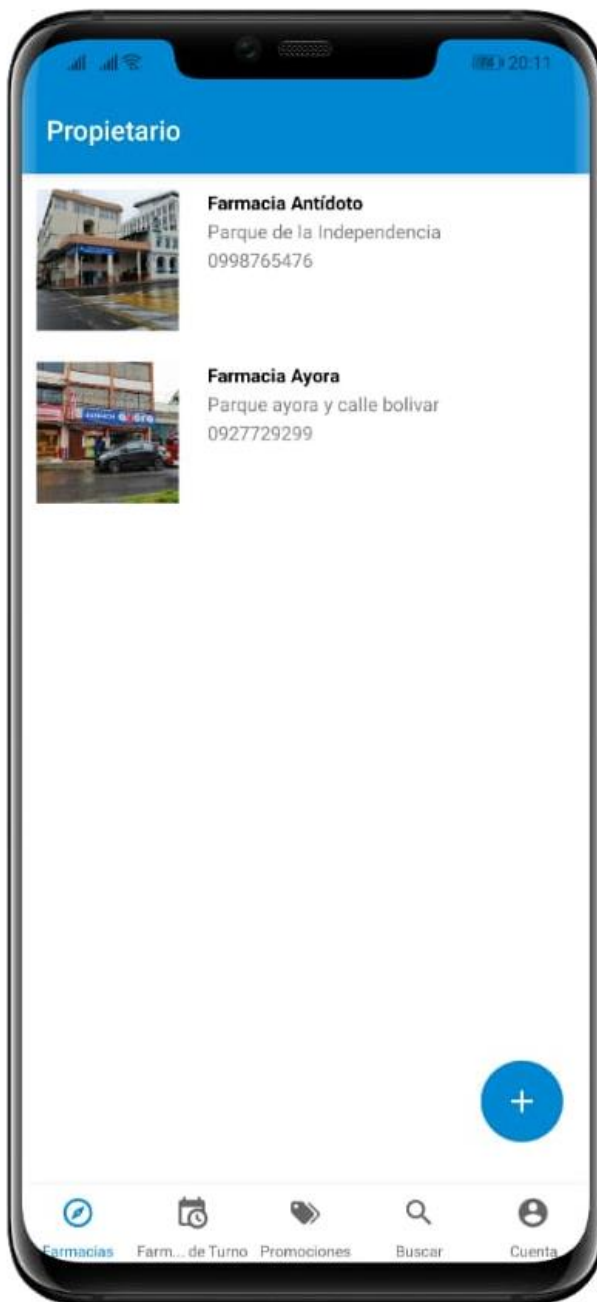 20:11
Propietario
Farmacia Antídoto
Parque de la Independencia
0998765476
Farmacia Ayora
Parque ayora y calle bolivar
0927729299
+
Farmacias Farm... de Turno Promociones Buscar Cuenta